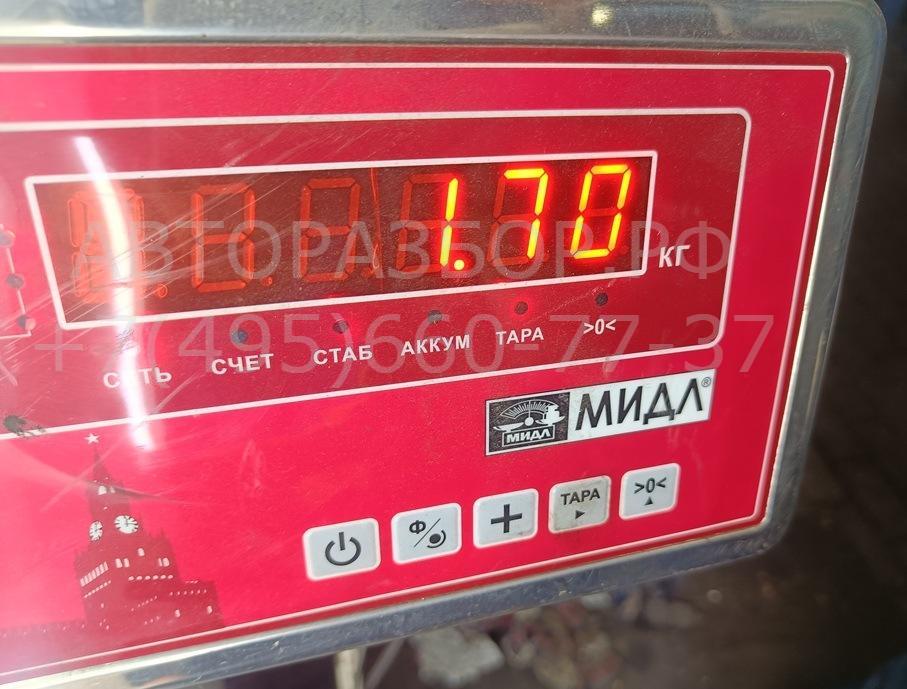 1.70 КГ
АВТОРАЗБОР.РФ
+7(495)660-77-37
СЕТЬ СЧЕТ СТАБ АККУМ ТАРА >0<
МИДЛ МИДЛ®
Ф + ТАРА >0<